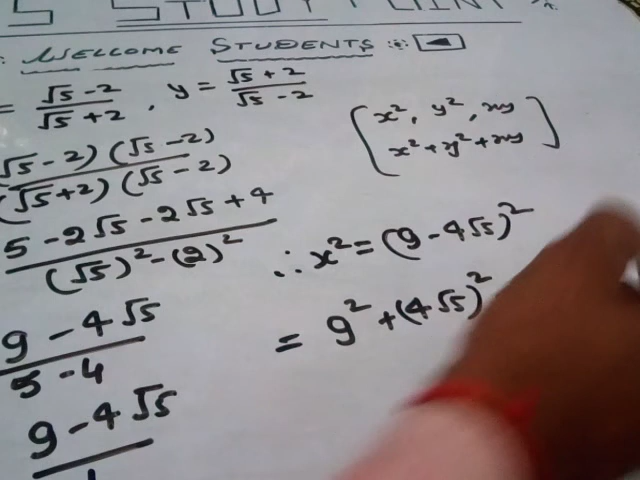 S STUDY POINT
WELLCOME STUDENTS
= √5 - 2 / √5 + 2 , y = √5 + 2 / √5 - 2
(x², y², xy
x² + y² + xy)
√5 - 2) (√5 - 2) / (√5 + 2) (√5 - 2)
5 - 2√5 - 2√5 + 4 / (√5)² - (2)²
9 - 4√5 / 5 - 4
9 - 4√5
∴ x² = (9 - 4√5)²
= 9² + (4√5)²